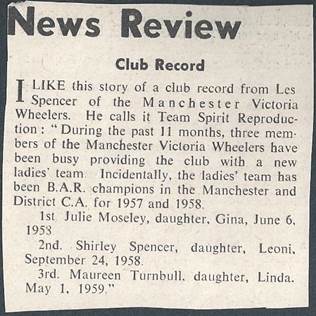 News Review
Club Record
I LIKE this story of a club record from Les
Spencer of the Manchester Victoria
Wheelers. He calls it Team Spirit Reproduc-
tion : " During the past 11 months, three mem-
bers of the Manchester Victoria Wheelers have
been busy providing the club with a new
ladies' team. Incidentally, the ladies' team has
been B.A.R. champions in the Manchester and
District C.A. for 1957 and 1958.
1st Julie Moseley, daughter, Gina, June 6,
1958
2nd. Shirley Spencer, daughter, Leoni,
September 24, 1958.
3rd. Maureen Turnbull, daughter, Linda.
May 1, 1959."